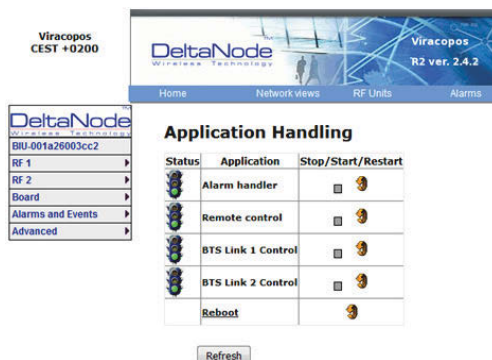 Viracopos
CEST +0200
DeltaNode
Wireless Technology
Viracopos
R2 ver. 2.4.2
Home Network views RF Units Alarms
DeltaNode
Wireless Technology
BIU-001a26003cc2
RF 1
RF 2
Board
Alarms and Events
Advanced
Application Handling
Status Application Stop/Start/Restart
Alarm handler
Remote control
BTS Link 1 Control
BTS Link 2 Control
Reboot
Refresh